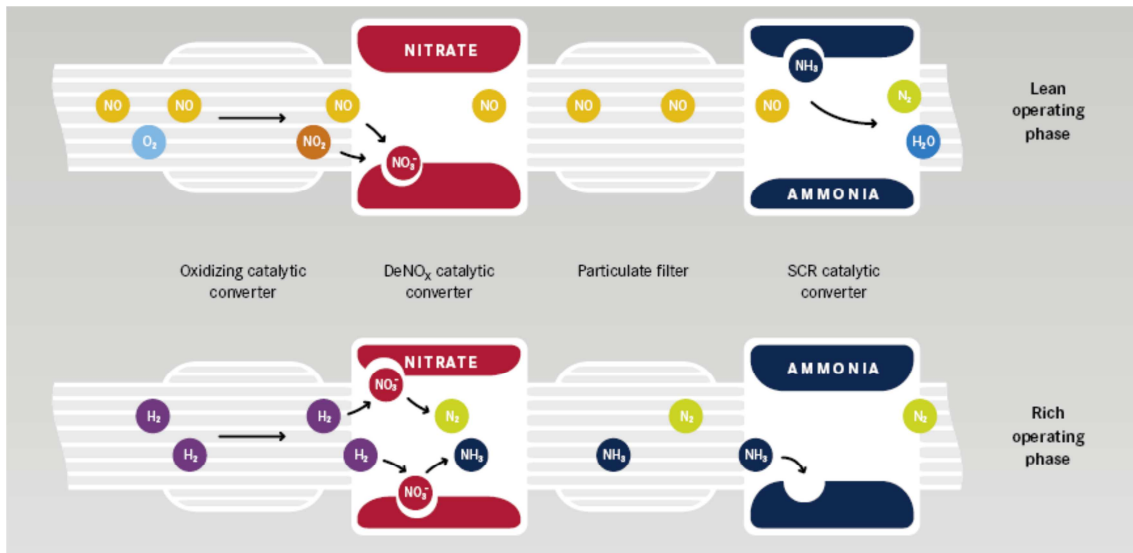 NITRATE
NH₃
NO NO NO NO NO NO NO N₂
O₂ NO₂ H₂O
NO₃⁻
AMMONIA
Lean
operating
phase
Oxidizing catalytic
converter
DeNOₓ catalytic
converter
Particulate filter
SCR catalytic
converter
NITRATE
AMMONIA
NO₃⁻
H₂ H₂ N₂ N₂ N₂
H₂ H₂ NH₃ NH₃ NH₃
NO₃⁻
Rich
operating
phase